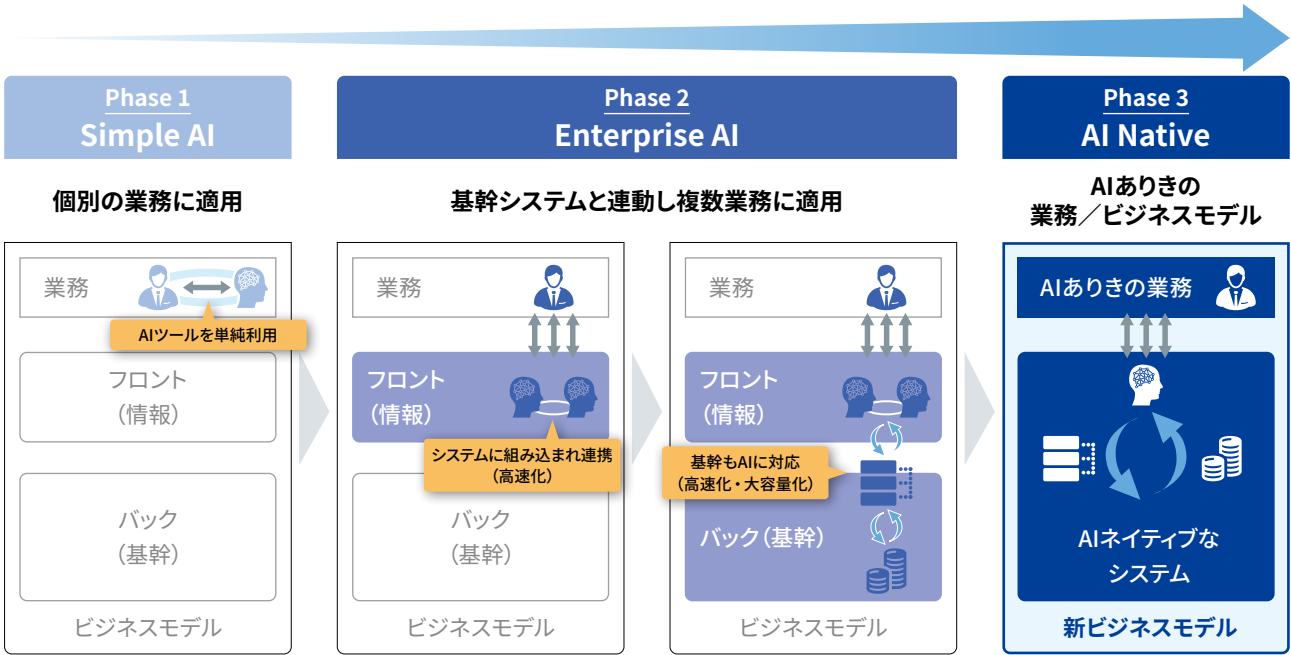 Phase 1
Simple AI
個別の業務に適用
業務
AIツールを単純利用
フロント
(情報)
バック
(基幹)
ビジネスモデル
Phase 2
Enterprise AI
基幹システムと連動し複数業務に適用
業務
フロント
(情報)
システムに組み込まれ連携
(高速化)
バック
(基幹)
ビジネスモデル
業務
フロント
(情報)
基幹もAIに対応
(高速化・大容量化)
バック(基幹)
ビジネスモデル
Phase 3
AI Native
AIありきの
業務／ビジネスモデル
AIありきの業務
AIネイティブな
システム
新ビジネスモデル